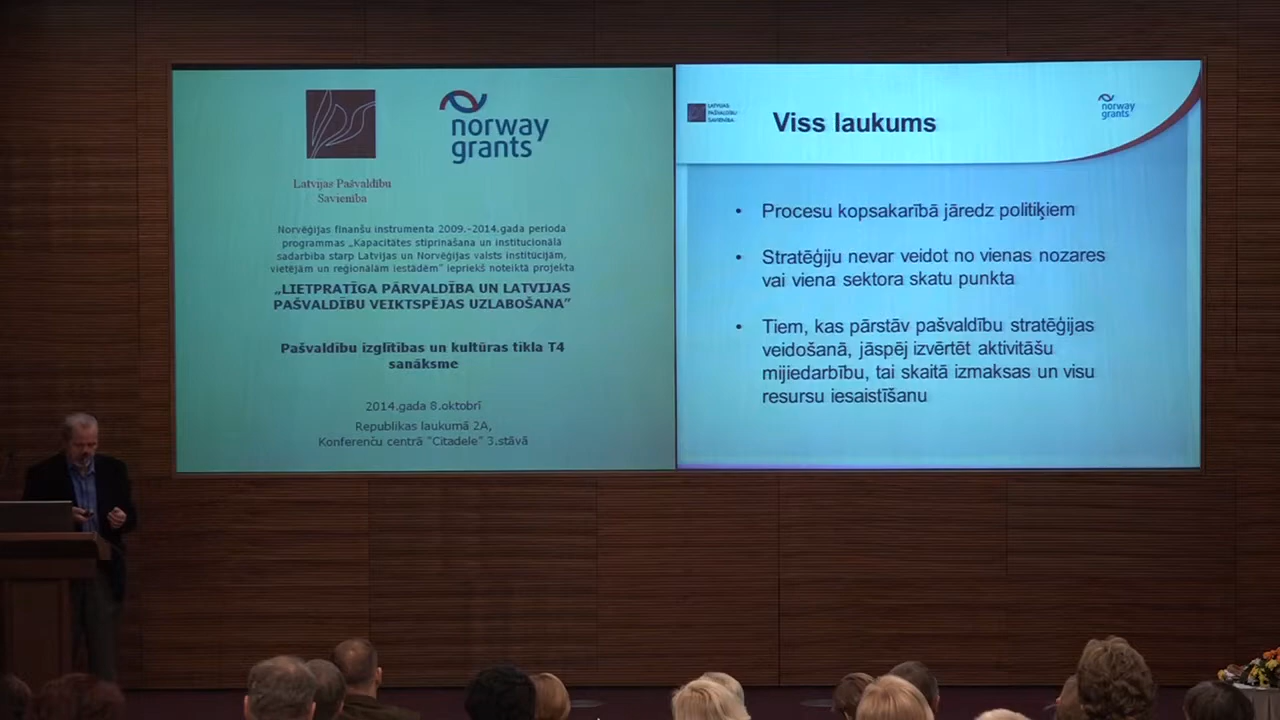 norway
grants
Latvijas Pašvaldību
Savienība
Norvēģijas finanšu instrumenta 2009.-2014.gada perioda
programmas „Kapacitātes stiprināšana un institucionālā
sadarbība starp Latvijas un Norvēģijas valsts institūcijām,
vietējām un reģionālām iestādēm” iepriekš noteiktā projekta
„LIETPRATĪGA PĀRVALDĪBA UN LATVIJAS
PAŠVALDĪBU VEIKTSPĒJAS UZLABOŠANA”
Pašvaldību izglītības un kultūras tīkla T4
sanāksme
2014.gada 8.oktobrī
Republikas laukumā 2A,
Konferenču centrā “Citadele” 3.stāvā
LATVIJAS
PAŠVALDĪBU
SAVIENĪBA
Viss laukums
norway
grants
• Procesu kopsakarībā jāredz politiķiem
• Stratēģiju nevar veidot no vienas nozares
vai viena sektora skatu punkta
• Tiem, kas pārstāv pašvaldību stratēģijas
veidošanā, jāspēj izvērtēt aktivitāšu
mijiedarbību, tai skaitā izmaksas un visu
resursu iesaistīšanu